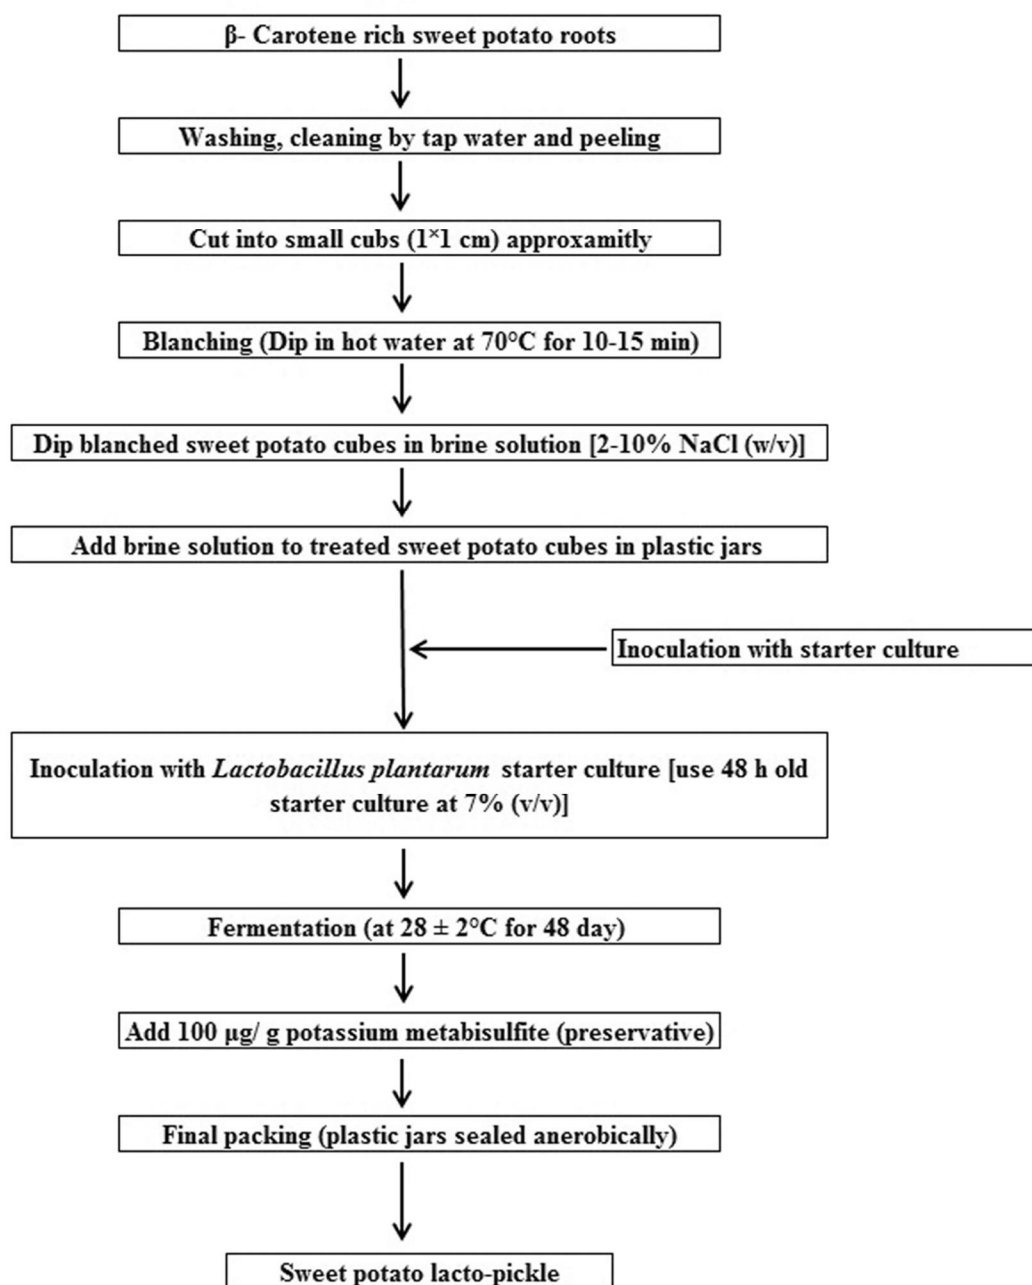 β- Carotene rich sweet potato roots
Washing, cleaning by tap water and peeling
Cut into small cubs (1×1 cm) approxamitly
Blanching (Dip in hot water at 70°C for 10-15 min)
Dip blanched sweet potato cubes in brine solution [2-10% NaCl (w/v)]
Add brine solution to treated sweet potato cubes in plastic jars
Inoculation with starter culture
Inoculation with Lactobacillus plantarum starter culture [use 48 h old
starter culture at 7% (v/v)]
Fermentation (at 28 ± 2°C for 48 day)
Add 100 μg/ g potassium metabisulfite (preservative)
Final packing (plastic jars sealed anerobically)
Sweet potato lacto-pickle